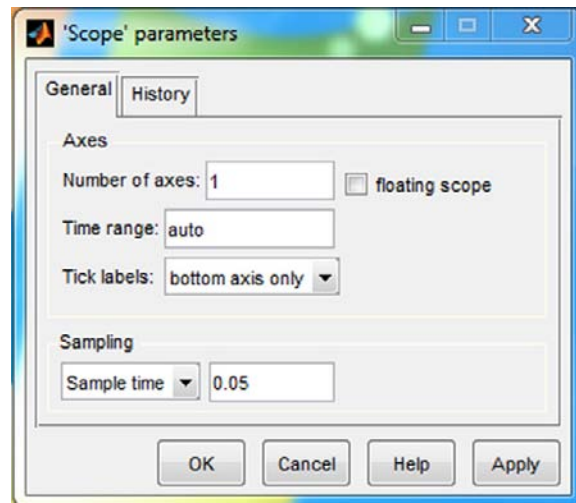 'Scope' parameters
General History
Axes
Number of axes: 1 floating scope
Time range: auto
Tick labels: bottom axis only
Sampling
Sample time 0.05
OK Cancel Help Apply